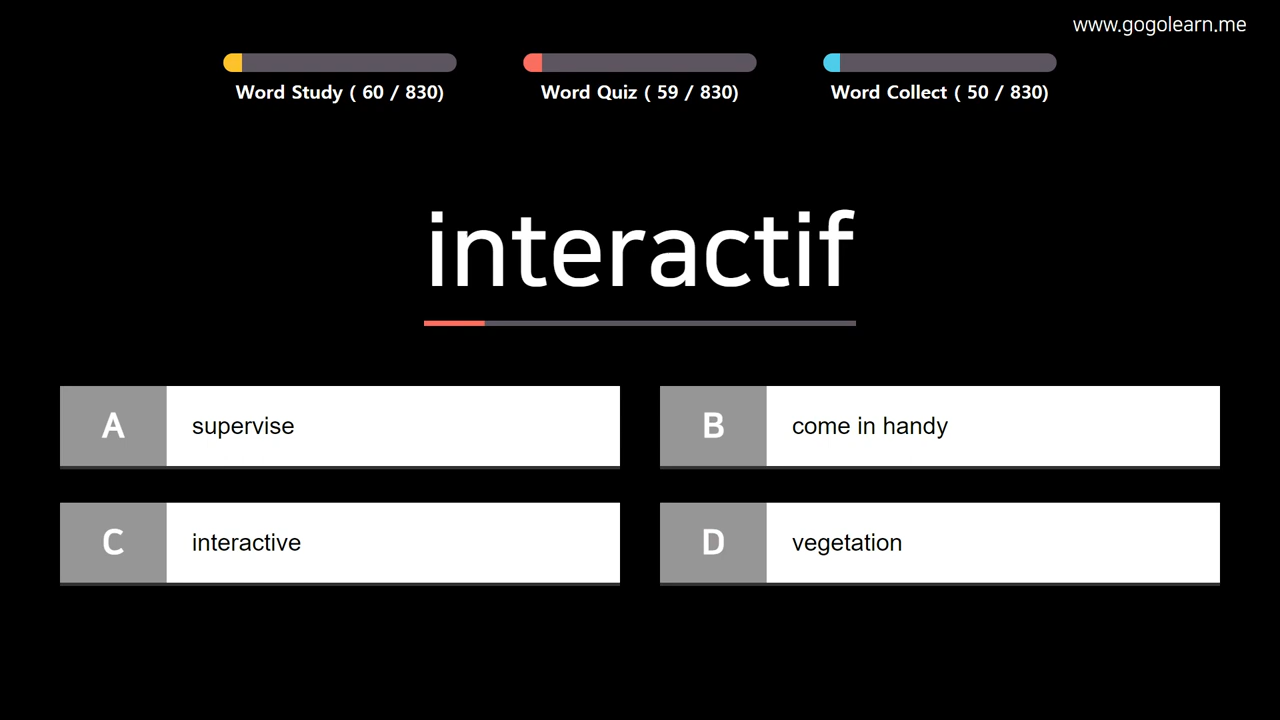 www.gogolearn.me
Word Study ( 60 / 830)
Word Quiz ( 59 / 830)
Word Collect ( 50 / 830)
interactif
A supervise
B come in handy
C interactive
D vegetation